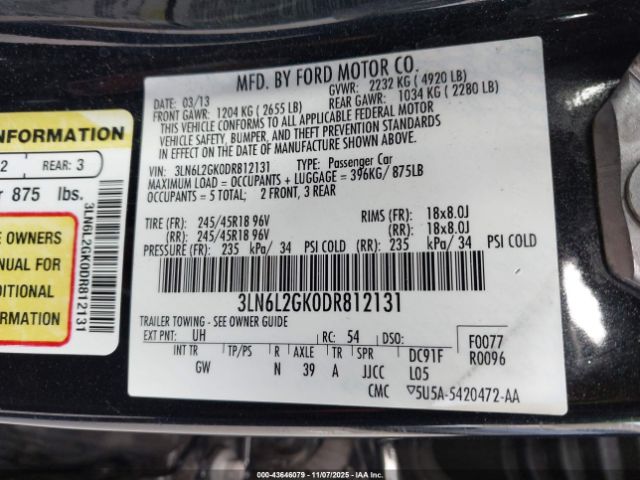 MFD. BY FORD MOTOR CO.
DATE: 03/13 GVWR: 2232 KG ( 4920 LB)
FRONT GAWR: 1204 KG ( 2655 LB) REAR GAWR: 1034 KG ( 2280 LB)
THIS VEHICLE CONFORMS TO ALL APPLICABLE FEDERAL MOTOR
VEHICLE SAFETY, BUMPER, AND THEFT PREVENTION STANDARDS
IN EFFECT ON THE DATE OF MANUFACTURE SHOWN ABOVE.
VIN: 3LN6L2GK0DR812131 TYPE: Passenger Car
MAXIMUM LOAD = OCCUPANTS + LUGGAGE = 396KG/ 875LB
OCCUPANTS = 5 TOTAL; 2 FRONT, 3 REAR
TIRE (FR): 245/45R18 96V RIMS (FR): 18x8.0J
(RR): 245/45R18 96V (RR): 18x8.0J
PRESSURE (FR): 235 kPa/ 34 PSI COLD (RR): 235 kPa/ 34 PSI COLD
3LN6L2GK0DR812131
TRAILER TOWING - SEE OWNER GUIDE
EXT PNT: UH RC: 54 DSO: F0077
INT TR TP/PS R AXLE TR SPR DC91F R0096
GW N 39 A JJCC L05
CMC ▽5U5A-5420472-AA
INFORMATION
2 REAR: 3
r 875 lbs.
E OWNERS
ANUAL FOR
DITIONAL
ORMATION
3LN6L2GK0DR812131
000-43646079 | 11/07/2025 | IAA Inc.